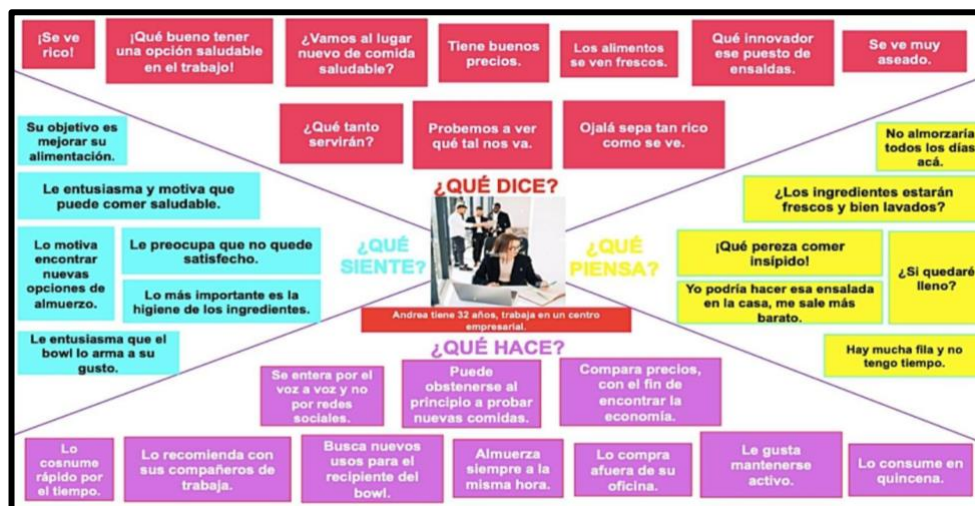 ¡Se ve
rico!
¡Qué bueno tener
una opción saludable
en el trabajo!
¿Vamos al lugar
nuevo de comida
saludable?
Tiene buenos
precios.
Los alimentos
se ven frescos.
Qué innovador
ese puesto de
ensaldas.
Se ve muy
aseado.
¿Qué tanto
servirán?
Probemos a ver
qué tal nos va.
Ojalá sepa tan rico
como se ve.
¿QUÉ DICE?
Su objetivo es
mejorar su
alimentación.
Le entusiasma y motiva que
puede comer saludable.
Lo motiva
encontrar
nuevas
opciones de
almuerzo.
Le preocupa que no quede
satisfecho.
Lo más importante es la
higiene de los ingredientes.
Le entusiasma que el
bowl lo arma a su
gusto.
¿QUÉ
SIENTE?
¿QUÉ
PIENSA?
No almorzaría
todos los días
acá.
¿Los ingredientes estarán
frescos y bien lavados?
¡Qué pereza comer
insípido!
Yo podría hacer esa ensalada
en la casa, me sale más
barato.
¿Si quedaré
lleno?
Hay mucha fila y no
tengo tiempo.
Andrea tiene 32 años, trabaja en un centro
empresarial.
¿QUÉ HACE?
Se entera por el
voz a voz y no
por redes
sociales.
Puede
obstenerse al
principio a probar
nuevas comidas.
Compara precios,
con el fin de
encontrar la
economía.
Lo
cosnume
rápido por
el tiempo.
Lo recomienda con
sus compañeros de
trabaja.
Busca nuevos
usos para el
recipiente del
bowl.
Almuerza
siempre a la
misma hora.
Lo compra
afuera de su
oficina.
Le gusta
mantenerse
activo.
Lo consume en
quincena.